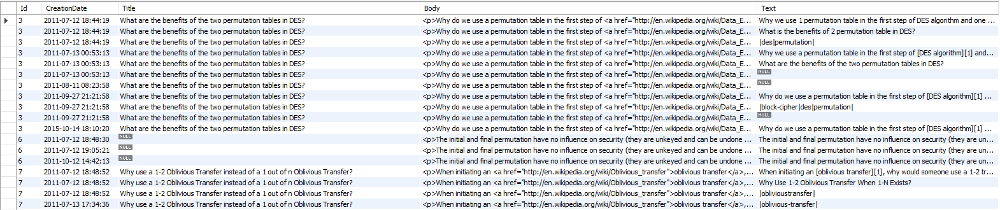 Id CreationDate Title Body Text
3 2011-07-12 18:44:19 What are the benefits of the two permutation tables in DES? <p>Why do we use a permutation table in the first step of <a href="http://en.wikipedia.org/wiki/Data_E... Why we use 1 permutation table in the first step of DES algorithm and one ...
3 2011-07-12 18:44:19 What are the benefits of the two permutation tables in DES? <p>Why do we use a permutation table in the first step of <a href="http://en.wikipedia.org/wiki/Data_E... What is the benefits of 2 permutation table in DES?
3 2011-07-12 18:44:19 What are the benefits of the two permutation tables in DES? <p>Why do we use a permutation table in the first step of <a href="http://en.wikipedia.org/wiki/Data_E... |des|permutation|
3 2011-07-13 00:53:13 What are the benefits of the two permutation tables in DES? <p>Why do we use a permutation table in the first step of <a href="http://en.wikipedia.org/wiki/Data_E... Why we use a permutation table in the first step of [DES algorithm][1] and...
3 2011-07-13 00:53:13 What are the benefits of the two permutation tables in DES? <p>Why do we use a permutation table in the first step of <a href="http://en.wikipedia.org/wiki/Data_E... What are the benefits of the two permutation tables in DES?
3 2011-07-13 00:53:13 What are the benefits of the two permutation tables in DES? <p>Why do we use a permutation table in the first step of <a href="http://en.wikipedia.org/wiki/Data_E... NULL
3 2011-08-11 08:23:58 What are the benefits of the two permutation tables in DES? <p>Why do we use a permutation table in the first step of <a href="http://en.wikipedia.org/wiki/Data_E... NULL
3 2011-09-27 21:21:58 What are the benefits of the two permutation tables in DES? <p>Why do we use a permutation table in the first step of <a href="http://en.wikipedia.org/wiki/Data_E... Why do we use a permutation table in the first step of [DES algorithm][1] ...
3 2011-09-27 21:21:58 What are the benefits of the two permutation tables in DES? <p>Why do we use a permutation table in the first step of <a href="http://en.wikipedia.org/wiki/Data_E... |block-cipher|des|permutation|
3 2011-09-27 21:21:58 What are the benefits of the two permutation tables in DES? <p>Why do we use a permutation table in the first step of <a href="http://en.wikipedia.org/wiki/Data_E... NULL
3 2015-10-14 18:10:20 What are the benefits of the two permutation tables in DES? <p>Why do we use a permutation table in the first step of <a href="http://en.wikipedia.org/wiki/Data_E... Why do we use a permutation table in the first step of [DES algorithm][1] ...
6 2011-07-12 18:48:30 NULL <p>The initial and final permutation have no influence on security (they are unkeyed and can be undone ... The initial and final permutation have no influence on security (they are un...
6 2011-07-12 19:05:21 NULL <p>The initial and final permutation have no influence on security (they are unkeyed and can be undone ... The initial and final permutation have no influence on security (they are un...
6 2011-10-12 14:42:13 NULL <p>The initial and final permutation have no influence on security (they are unkeyed and can be undone ... The initial and final permutation have no influence on security (they are un...
7 2011-07-12 18:48:52 Why use a 1-2 Oblivious Transfer instead of a 1 out of n Oblivious Transfer? <p>When initiating an <a href="http://en.wikipedia.org/wiki/Oblivious_transfer">oblivious transfer</a>,... When initiating an [oblivious transfer][1], why would someone use a 1-2 tr...
7 2011-07-12 18:48:52 Why use a 1-2 Oblivious Transfer instead of a 1 out of n Oblivious Transfer? <p>When initiating an <a href="http://en.wikipedia.org/wiki/Oblivious_transfer">oblivious transfer</a>,... Why Use 1-2 Oblivious Transfer When 1-N Exists?
7 2011-07-12 18:48:52 Why use a 1-2 Oblivious Transfer instead of a 1 out of n Oblivious Transfer? <p>When initiating an <a href="http://en.wikipedia.org/wiki/Oblivious_transfer">oblivious transfer</a>,... |oblivioustransfer|
7 2011-07-13 17:34:36 Why use a 1-2 Oblivious Transfer instead of a 1 out of n Oblivious Transfer? <p>When initiating an <a href="http://en.wikipedia.org/wiki/Oblivious_transfer">oblivious transfer</a>,... |oblivious-transfer|